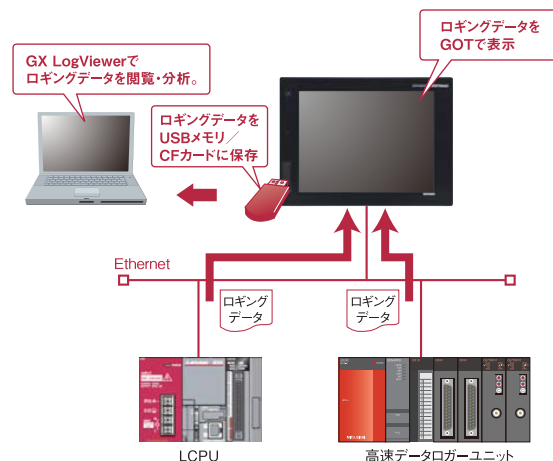 ロギングデータを
GOTで表示
GX LogViewerで
ロギングデータを閲覧・分析。
ロギングデータを
USBメモリ／
CFカードに保存
Ethernet
ロギング
データ
ロギング
データ
LCPU
高速データロガーユニット